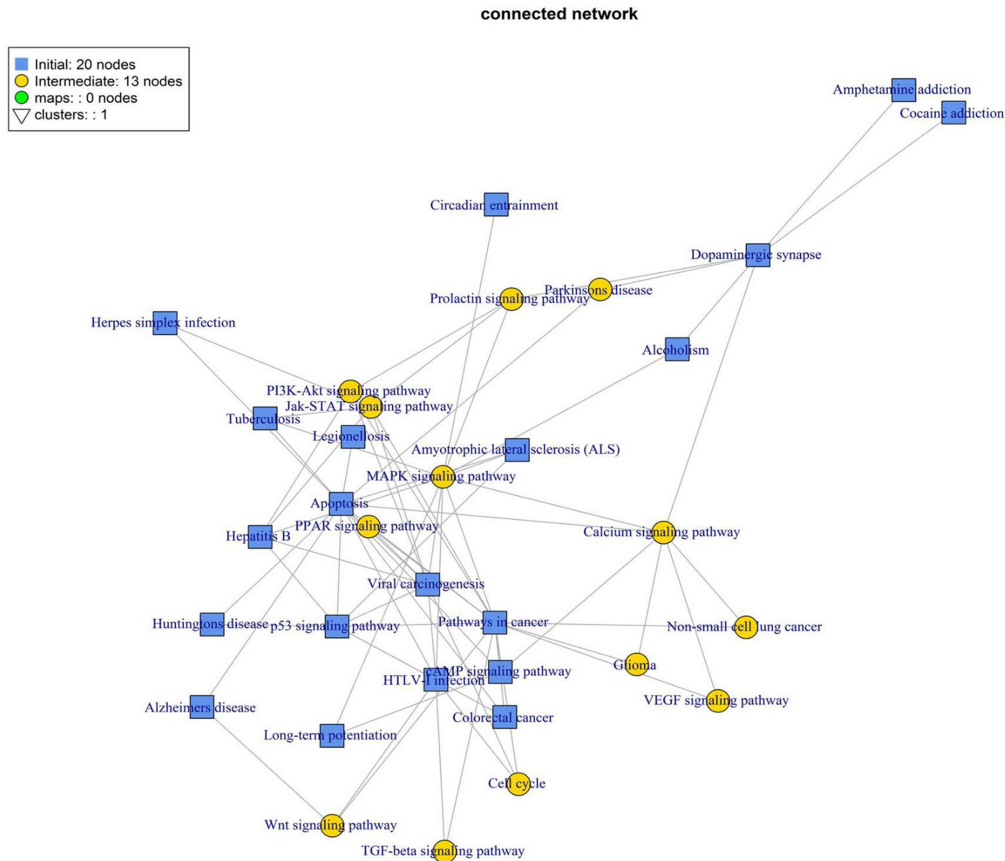 connected network
Initial: 20 nodes
Intermediate: 13 nodes
maps: : 0 nodes
clusters: : 1
Amphetamine addiction
Cocaine addiction
Circadian entrainment
Dopaminergic synapse
Parkinsons disease
Prolactin signaling pathway
Herpes simplex infection
Alcoholism
PI3K-Akt signaling pathway
Jak-STAT signaling pathway
Tuberculosis
Legionellosis
Amyotrophic lateral sclerosis (ALS)
MAPK signaling pathway
Apoptosis
PPAR signaling pathway
Calcium signaling pathway
Hepatitis B
Viral carcinogenesis
Huntingtons disease
p53 signaling pathway
Pathways in cancer
Non-small cell lung cancer
Glioma
cAMP signaling pathway
HTLV-I infection
VEGF signaling pathway
Alzheimers disease
Colorectal cancer
Long-term potentiation
Cell cycle
Wnt signaling pathway
TGF-beta signaling pathway